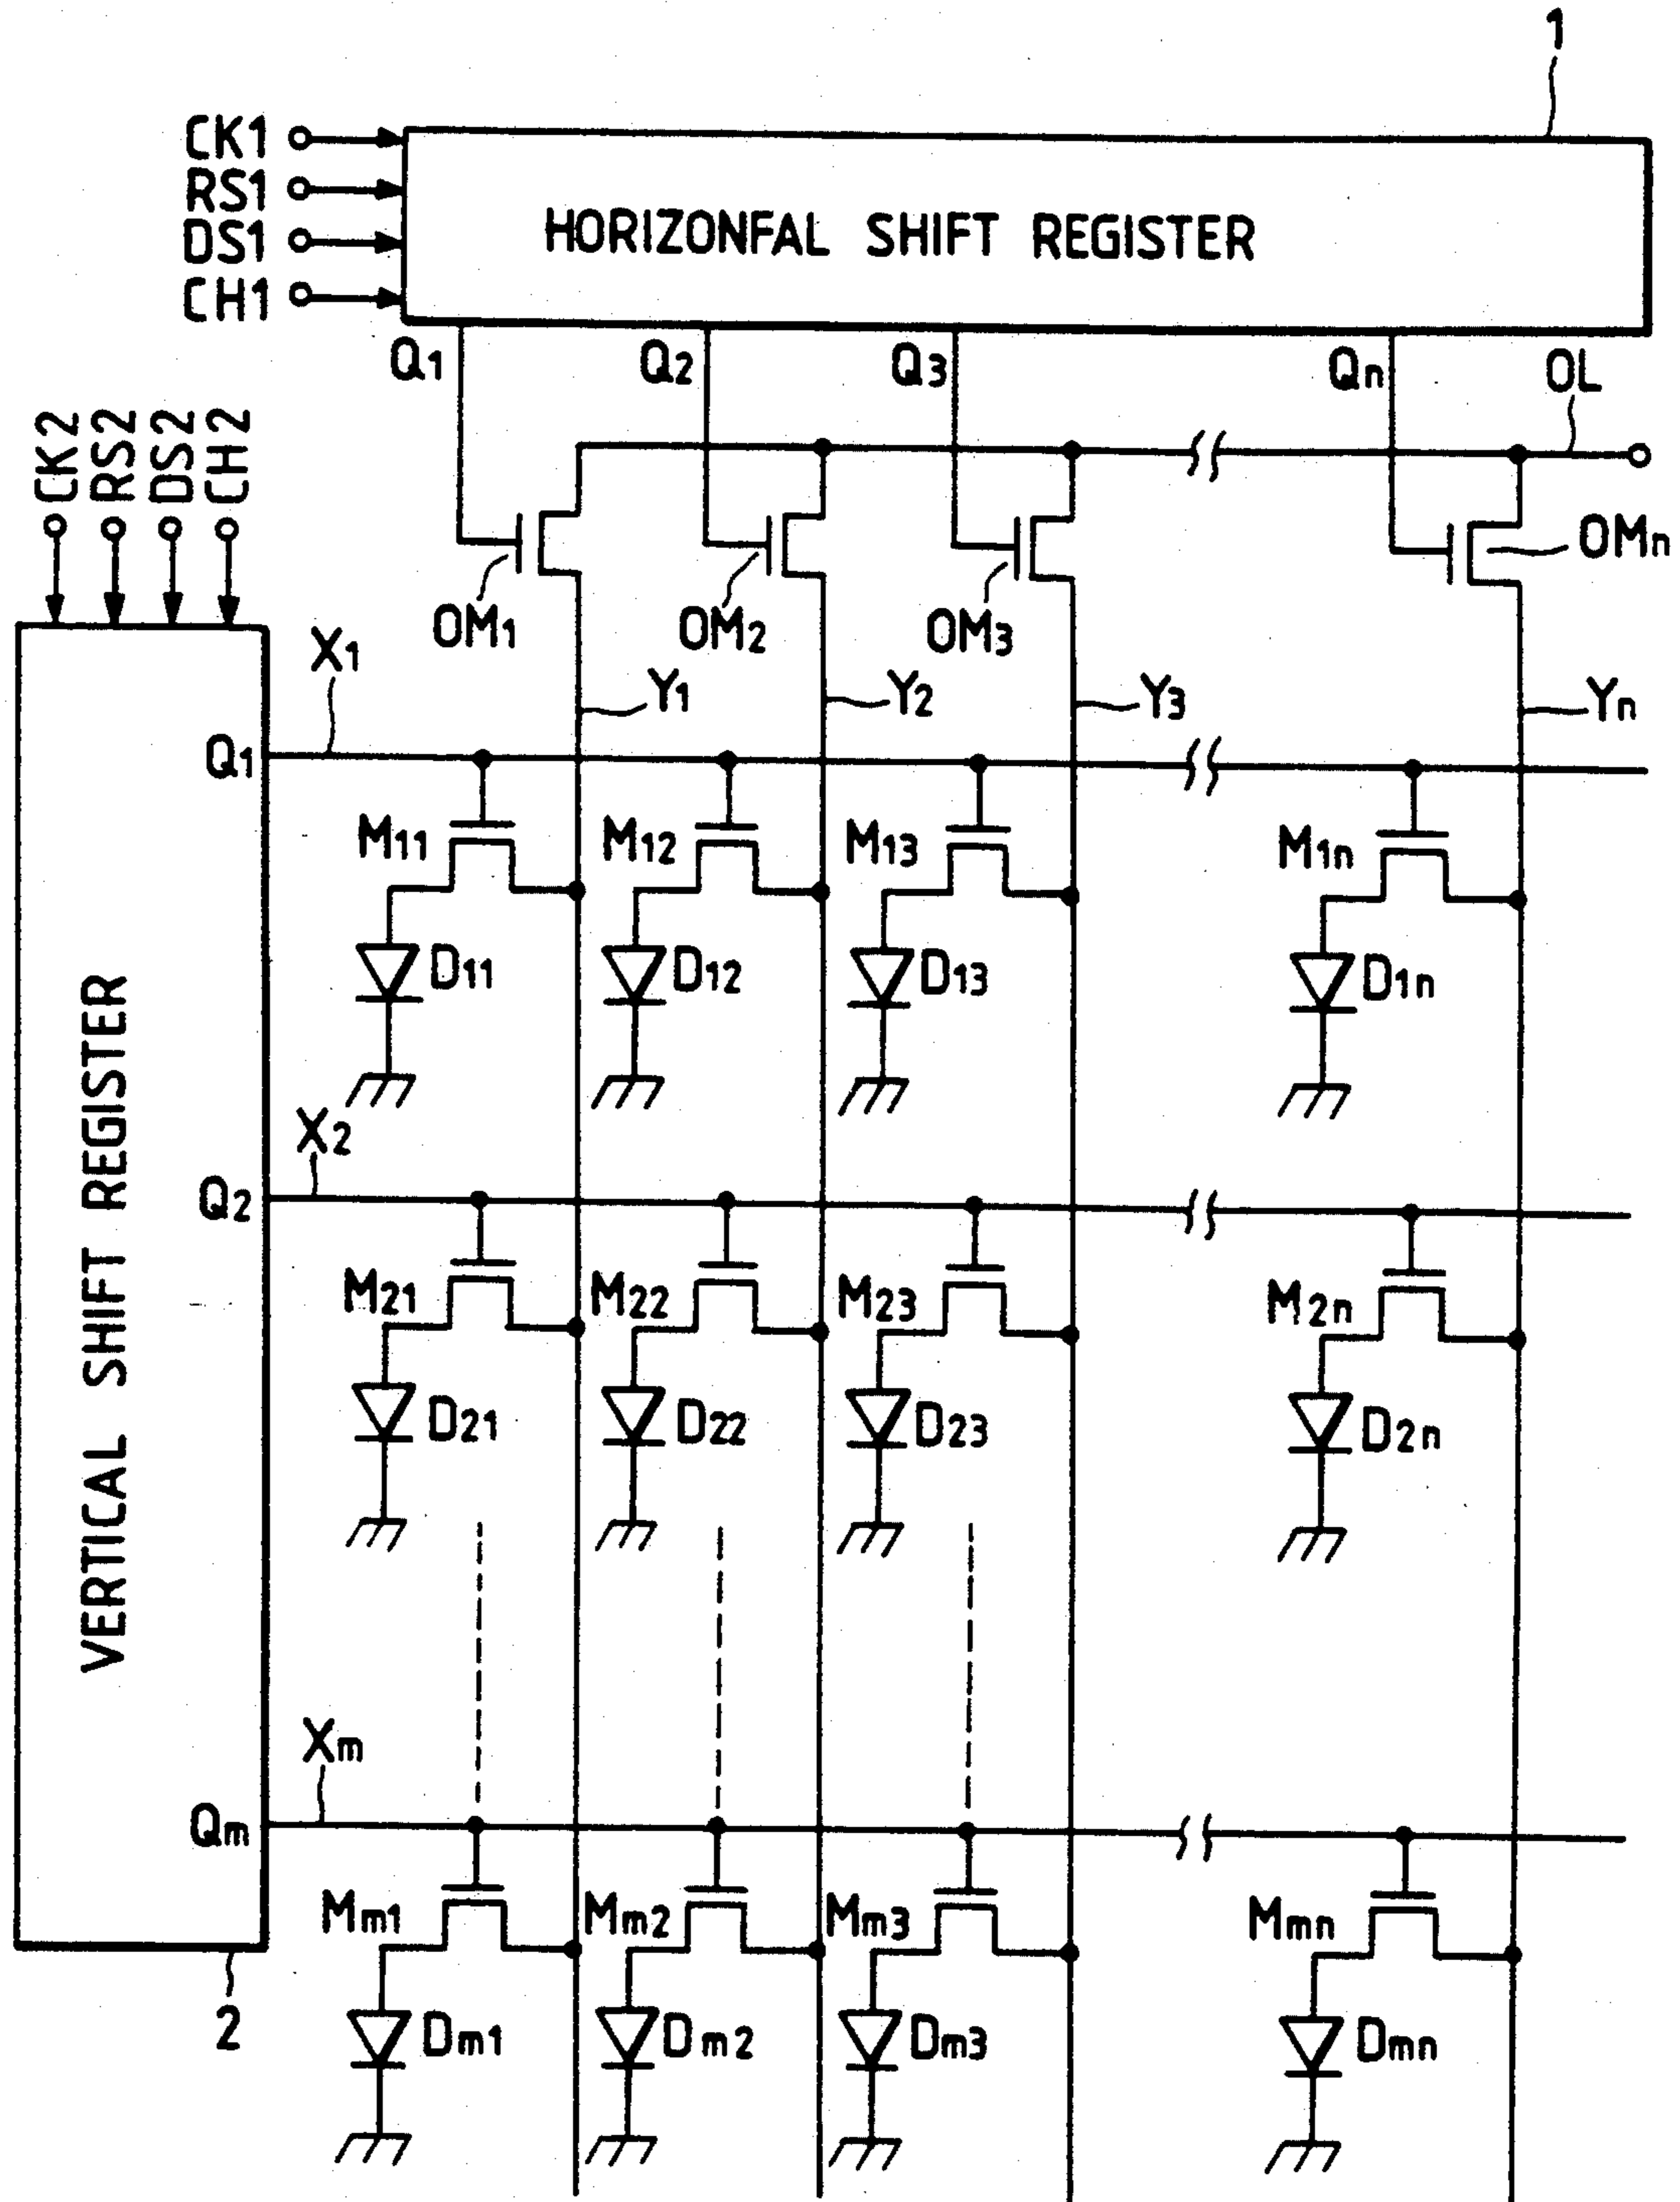 1
CK1
RS1
DS1
CH1
HORIZONFAL SHIFT REGISTER
Q1 Q2 Q3 Qn OL
CK2 RS2 DS2 CH2
OM1 OM2 OM3 OMn
X1
Y1 Y2 Y3 Yn
Q1
M11 M12 M13 M1n
D11 D12 D13 D1n
VERTICAL SHIFT REGISTER
X2
Q2
M21 M22 M23 M2n
D21 D22 D23 D2n
Xm
Qm
Mm1 Mm2 Mm3 Mmn
2
Dm1 Dm2 Dm3 Dmn